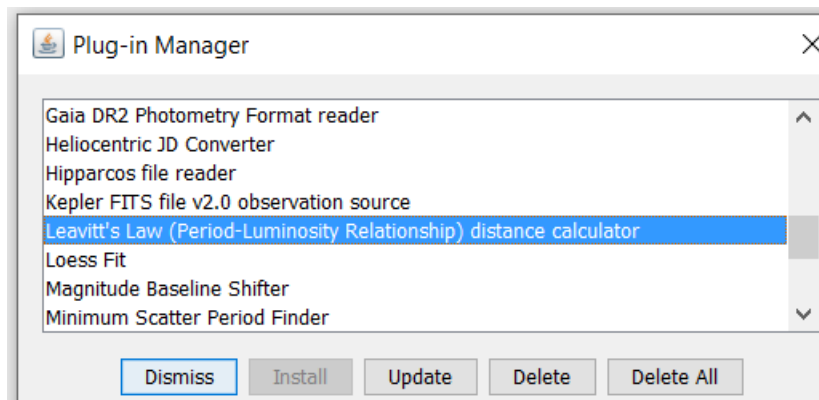 Plug-in Manager
Gaia DR2 Photometry Format reader
Heliocentric JD Converter
Hipparcos file reader
Kepler FITS file v2.0 observation source
Leavitt's Law (Period-Luminosity Relationship) distance calculator
Loess Fit
Magnitude Baseline Shifter
Minimum Scatter Period Finder
Dismiss Install Update Delete Delete All